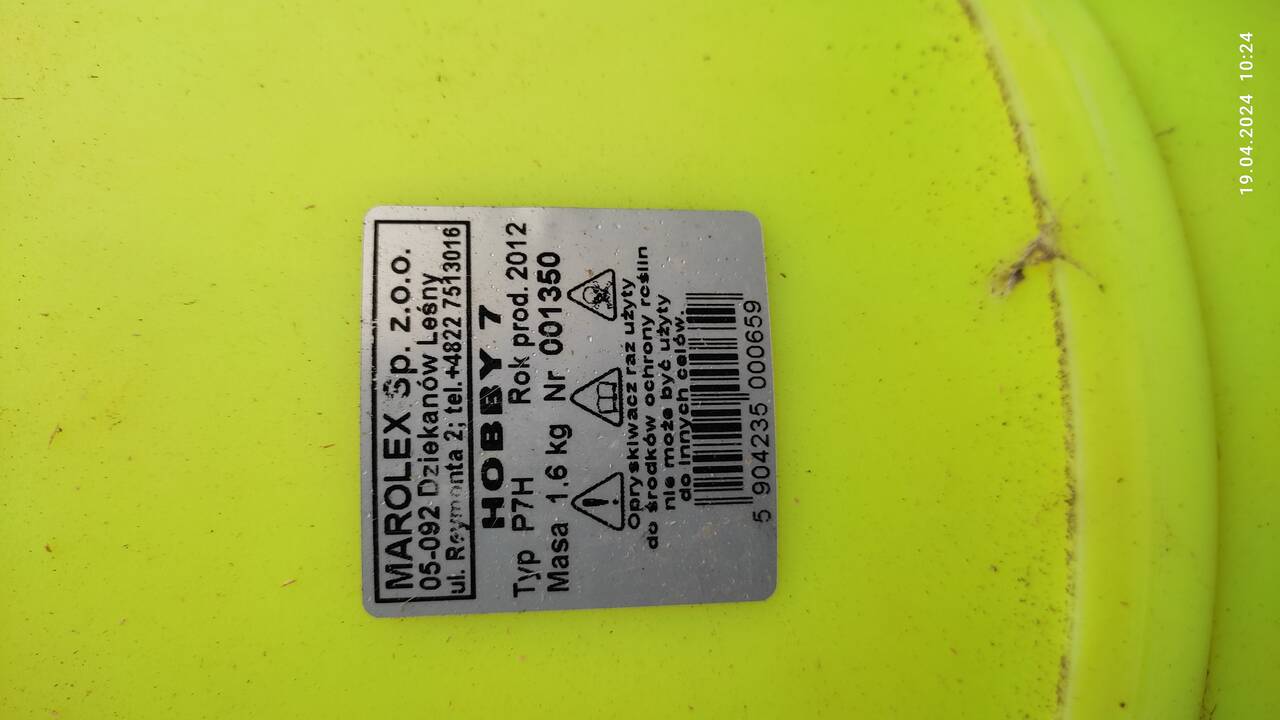 MAROLEX Sp. z.o.o.
05-092 Dziekanów Leśny
ul. Reymonta 2; tel.+4822 7513016
HOBBY 7
Typ P7H Rok prod. 2012
Masa 1.6 kg Nr 001350
Opryskiwacz raz użyty
do środków ochrony roślin
nie może być użyty
do innych celów.
5 904235 000659
19.04.2024 10:24